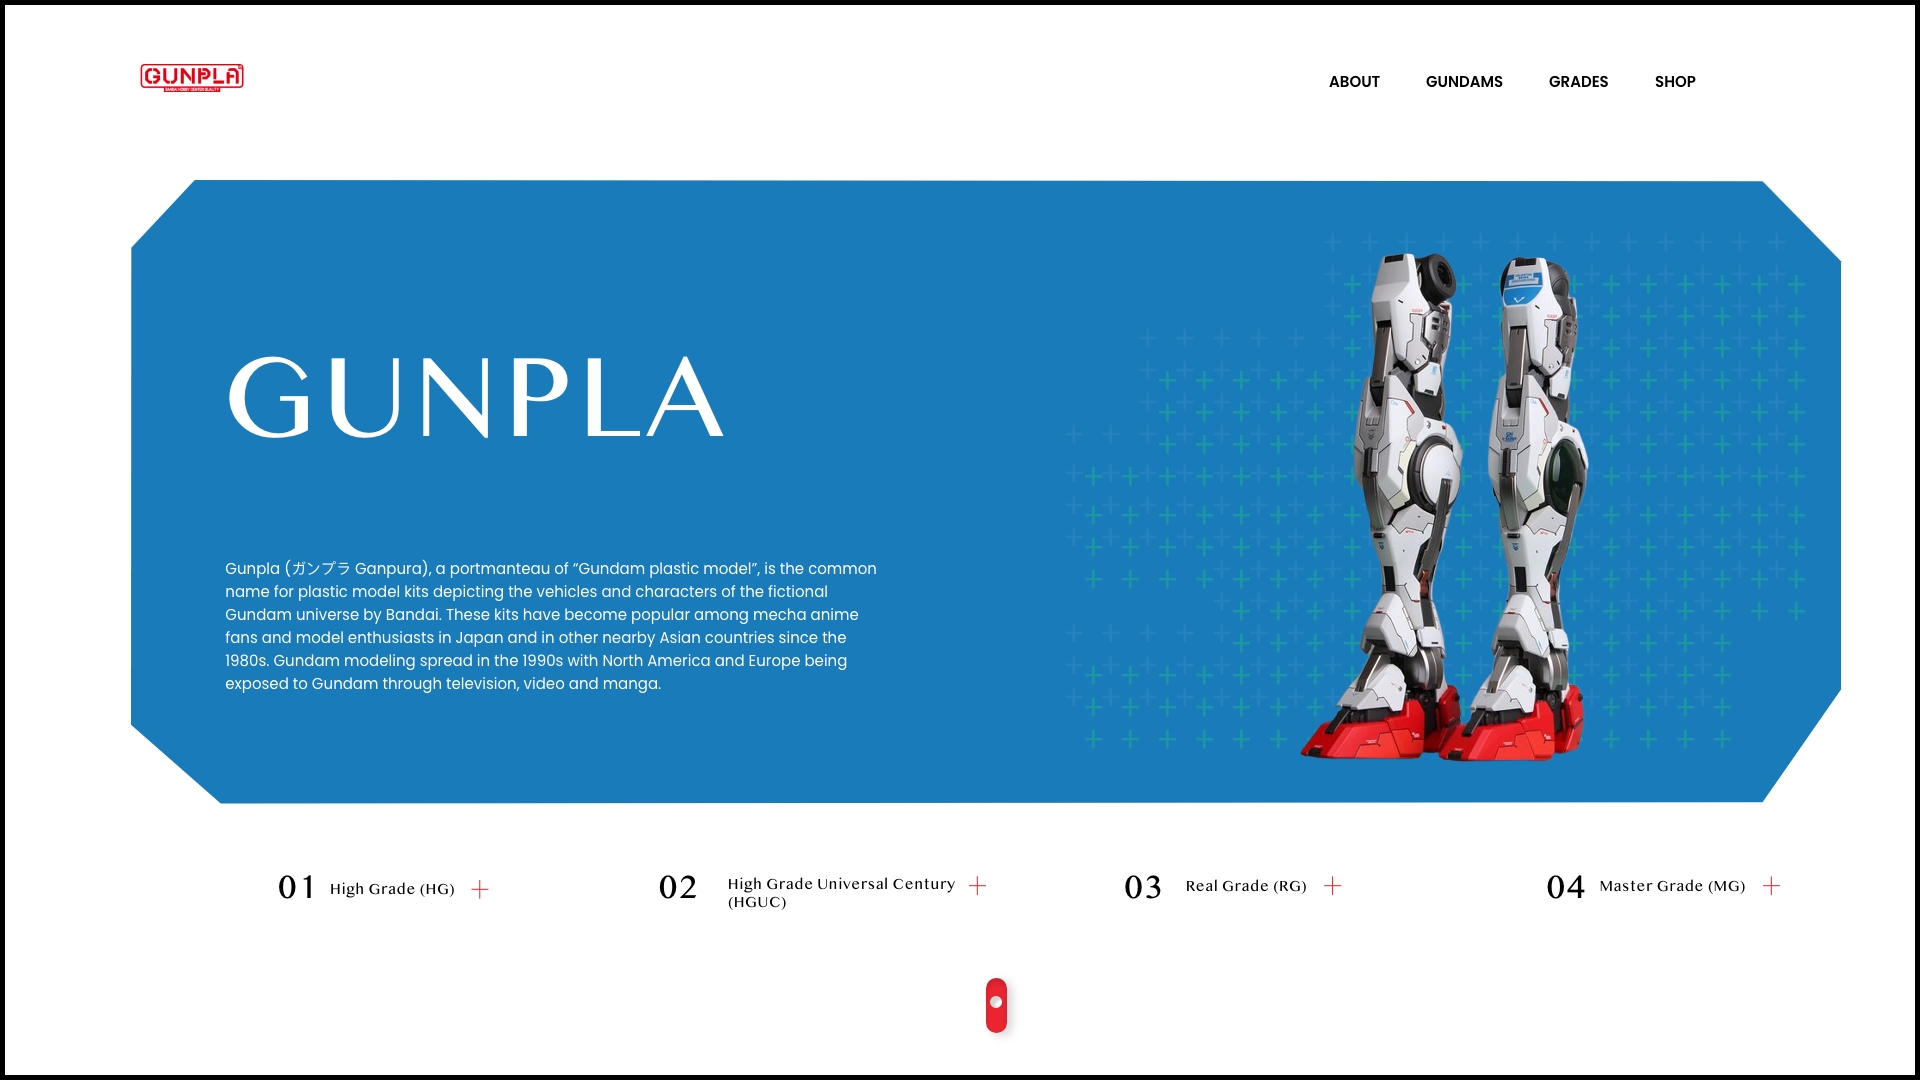 GUNPLA
ABOUT GUNDAMS GRADES SHOP
GUNPLA
Gunpla (ガンプラ Ganpura), a portmanteau of “Gundam plastic model”, is the common
name for plastic model kits depicting the vehicles and characters of the fictional
Gundam universe by Bandai. These kits have become popular among mecha anime
fans and model enthusiasts in Japan and in other nearby Asian countries since the
1980s. Gundam modeling spread in the 1990s with North America and Europe being
exposed to Gundam through television, video and manga.
01 High Grade (HG)
02 High Grade Universal Century
(HGUC)
03 Real Grade (RG)
04 Master Grade (MG)